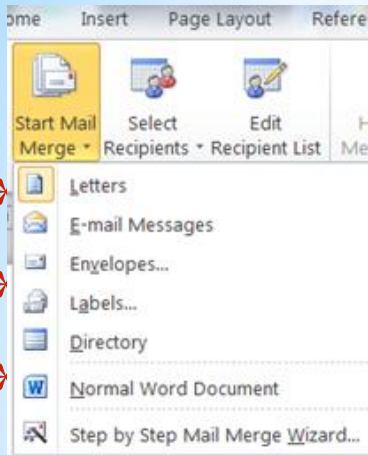 ome Insert Page Layout Refere
Start Mail Select Edit H
Merge Recipients Recipient List Me
Letters
E-mail Messages
Envelopes...
Labels...
Directory
Normal Word Document
Step by Step Mail Merge Wizard...